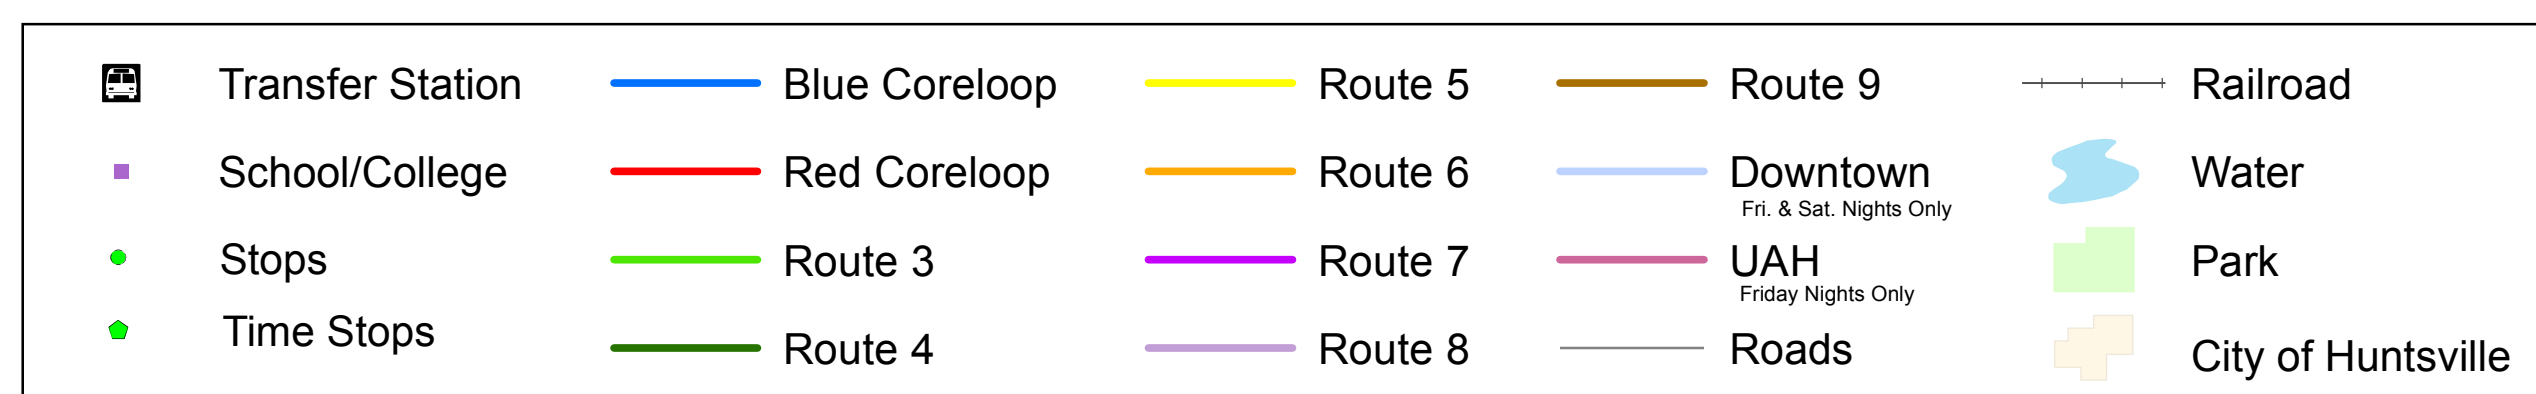 Transfer Station
School/College
Stops
Time Stops
Blue Coreloop
Red Coreloop
Route 3
Route 4
Route 5
Route 6
Route 7
Route 8
Route 9
Downtown
Fri. & Sat. Nights Only
UAH
Friday Nights Only
Roads
Railroad
Water
Park
City of Huntsville